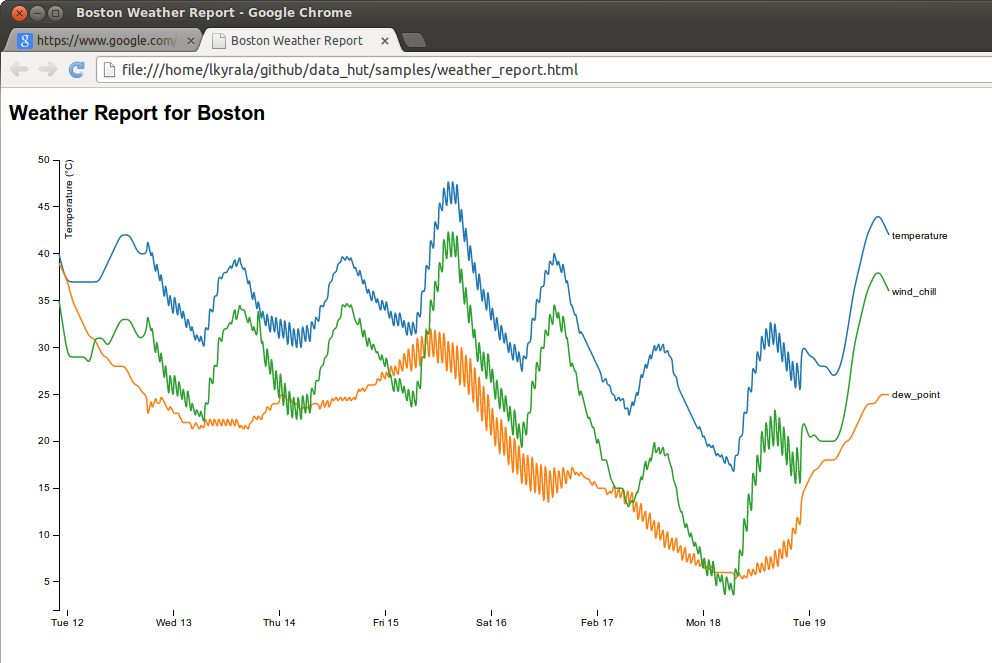 Boston Weather Report - Google Chrome
https://www.google.com/
Boston Weather Report
file:///home/lkyrala/github/data_hut/samples/weather_report.html
Weather Report for Boston
Temperature (°C)
50
45
40
35
30
25
20
15
10
5
temperature
wind_chill
dew_point
Tue 12
Wed 13
Thu 14
Fri 15
Sat 16
Feb 17
Mon 18
Tue 19